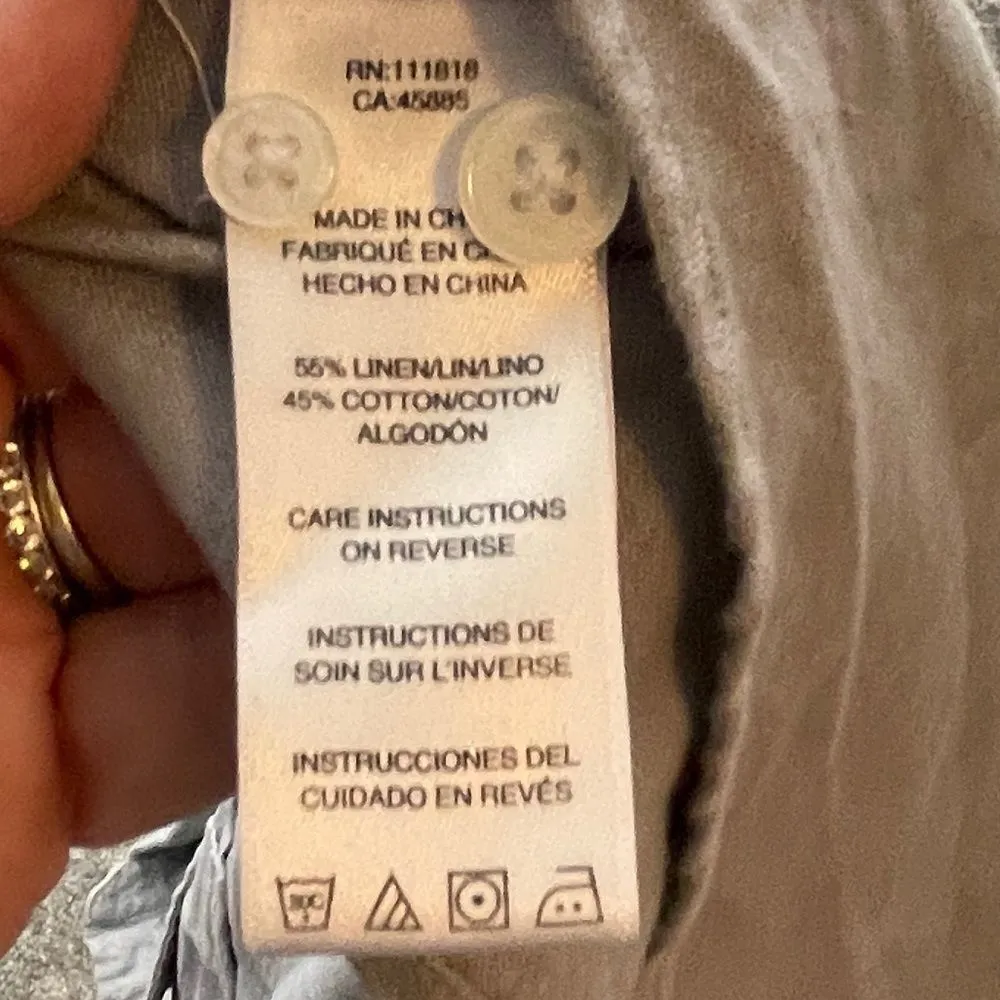 RN:111818
CA:45885
MADE IN
FABRIQUÉ EN
HECHO EN CHINA
55% LINEN/LIN/LINO
45% COTTON/COTON/
ALGODÓN
CARE INSTRUCTIONS
ON REVERSE
INSTRUCTIONS DE
SOIN SUR L'INVERSE
INSTRUCCIONES DEL
CUIDADO EN REVÉS